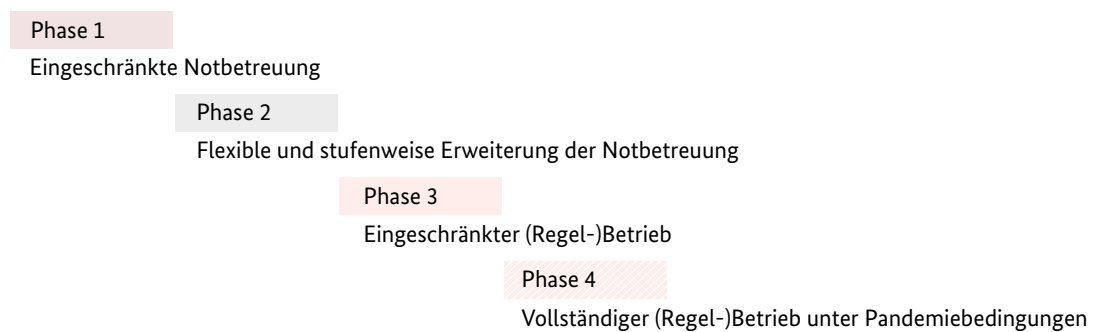 Phase 1
Eingeschränkte Notbetreuung
Phase 2
Flexible und stufenweise Erweiterung der Notbetreuung
Phase 3
Eingeschränkter (Regel-)Betrieb
Phase 4
Vollständiger (Regel-)Betrieb unter Pandemiebedingungen